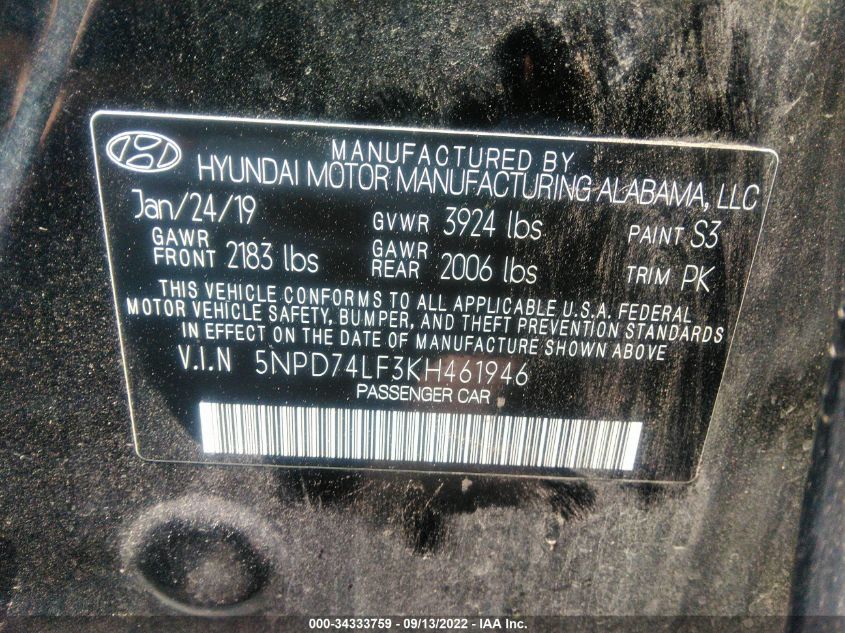 MANUFACTURED BY
HYUNDAI MOTOR MANUFACTURING ALABAMA, LLC
Jan/24/19 GVWR 3924 lbs PAINT S3
GAWR FRONT 2183 lbs GAWR REAR 2006 lbs TRIM PK
THIS VEHICLE CONFORMS TO ALL APPLICABLE U.S.A. FEDERAL
MOTOR VEHICLE SAFETY, BUMPER, AND THEFT PREVENTION STANDARDS
IN EFFECT ON THE DATE OF MANUFACTURE SHOWN ABOVE
V.I.N 5NPD74LF3KH461946
PASSENGER CAR
000-34333759 - 09/13/2022 - IAA Inc.